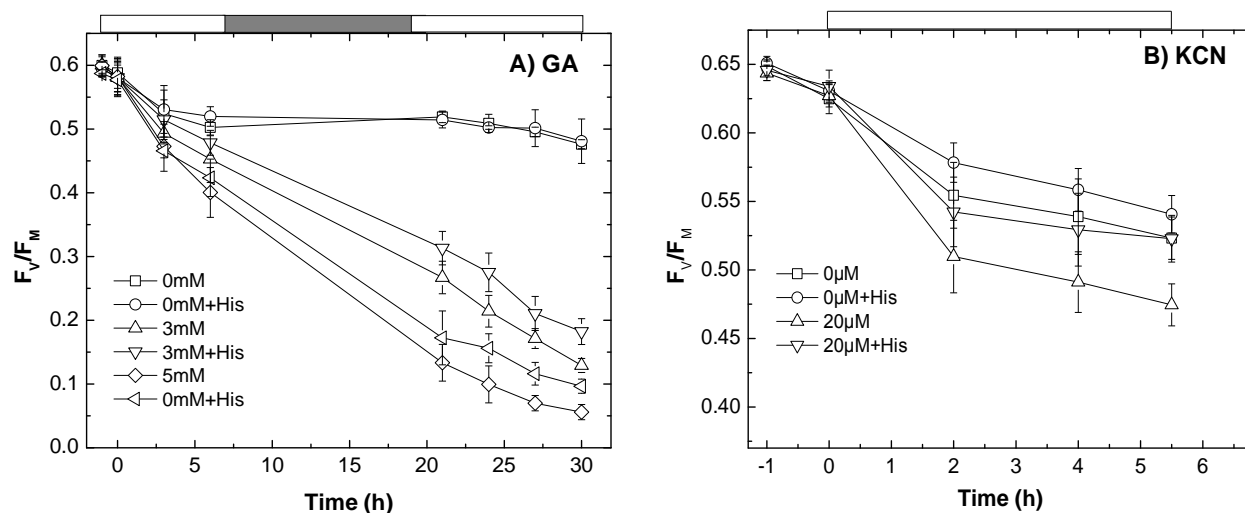 A) GA
0.6
0.5
0.4
0.3
0.2
0.1
0.0
F_V/F_M
0mM
0mM+His
3mM
3mM+His
5mM
0mM+His
0 5 10 15 20 25 30
Time (h)
B) KCN
0.65
0.60
0.55
0.50
0.45
0.40
F_V/F_M
0µM
0µM+His
20µM
20µM+His
-1 0 1 2 3 4 5 6
Time (h)